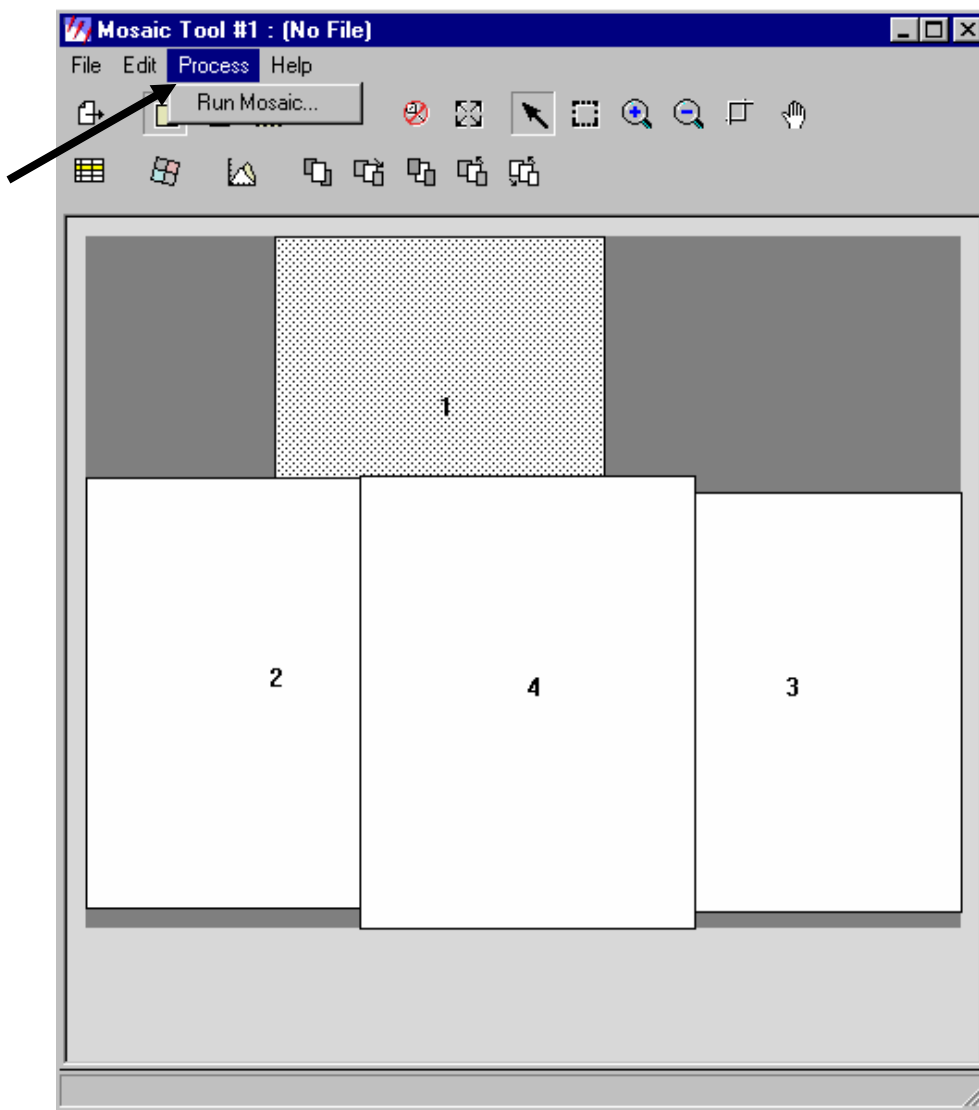 Mosaic Tool #1 : (No File)
File Edit Process Help
Run Mosaic...
1
2 4 3